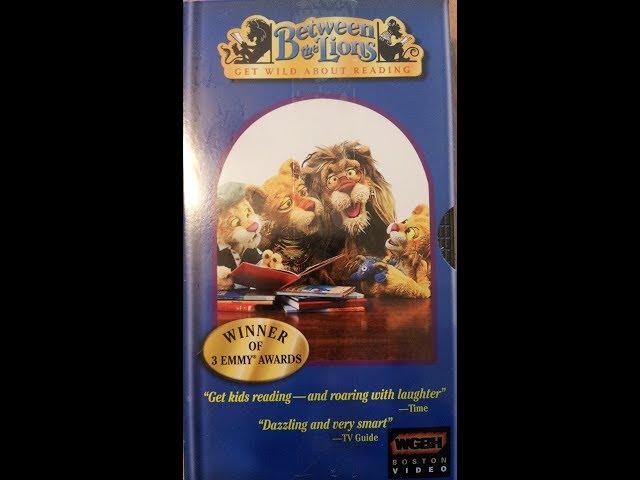 Between
the Lions
GET WILD ABOUT READING
WINNER
OF
3 EMMY® AWARDS
"Get kids reading—and roaring with laughter"
—Time
"Dazzling and very smart"
—TV Guide
WGBH
BOSTON
VIDEO